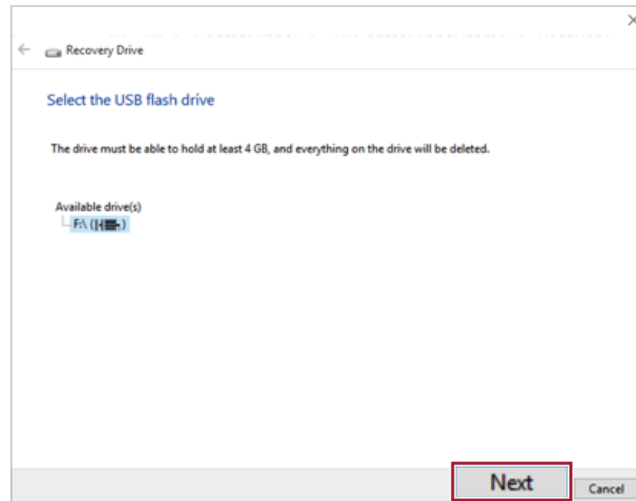 Recovery Drive
Select the USB flash drive
The drive must be able to hold at least 4 GB, and everything on the drive will be deleted.
Available drive(s)
F:\ (
Next
Cancel